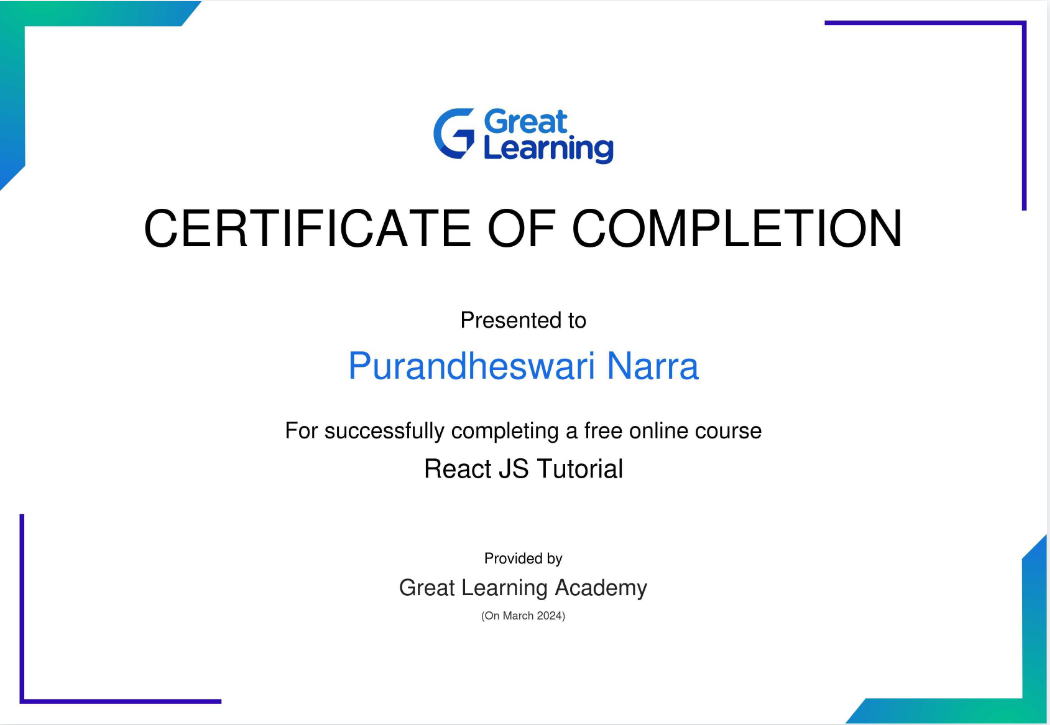 Great
Learning
CERTIFICATE OF COMPLETION
Presented to
Purandheswari Narra
For successfully completing a free online course
React JS Tutorial
Provided by
Great Learning Academy
(On March 2024)